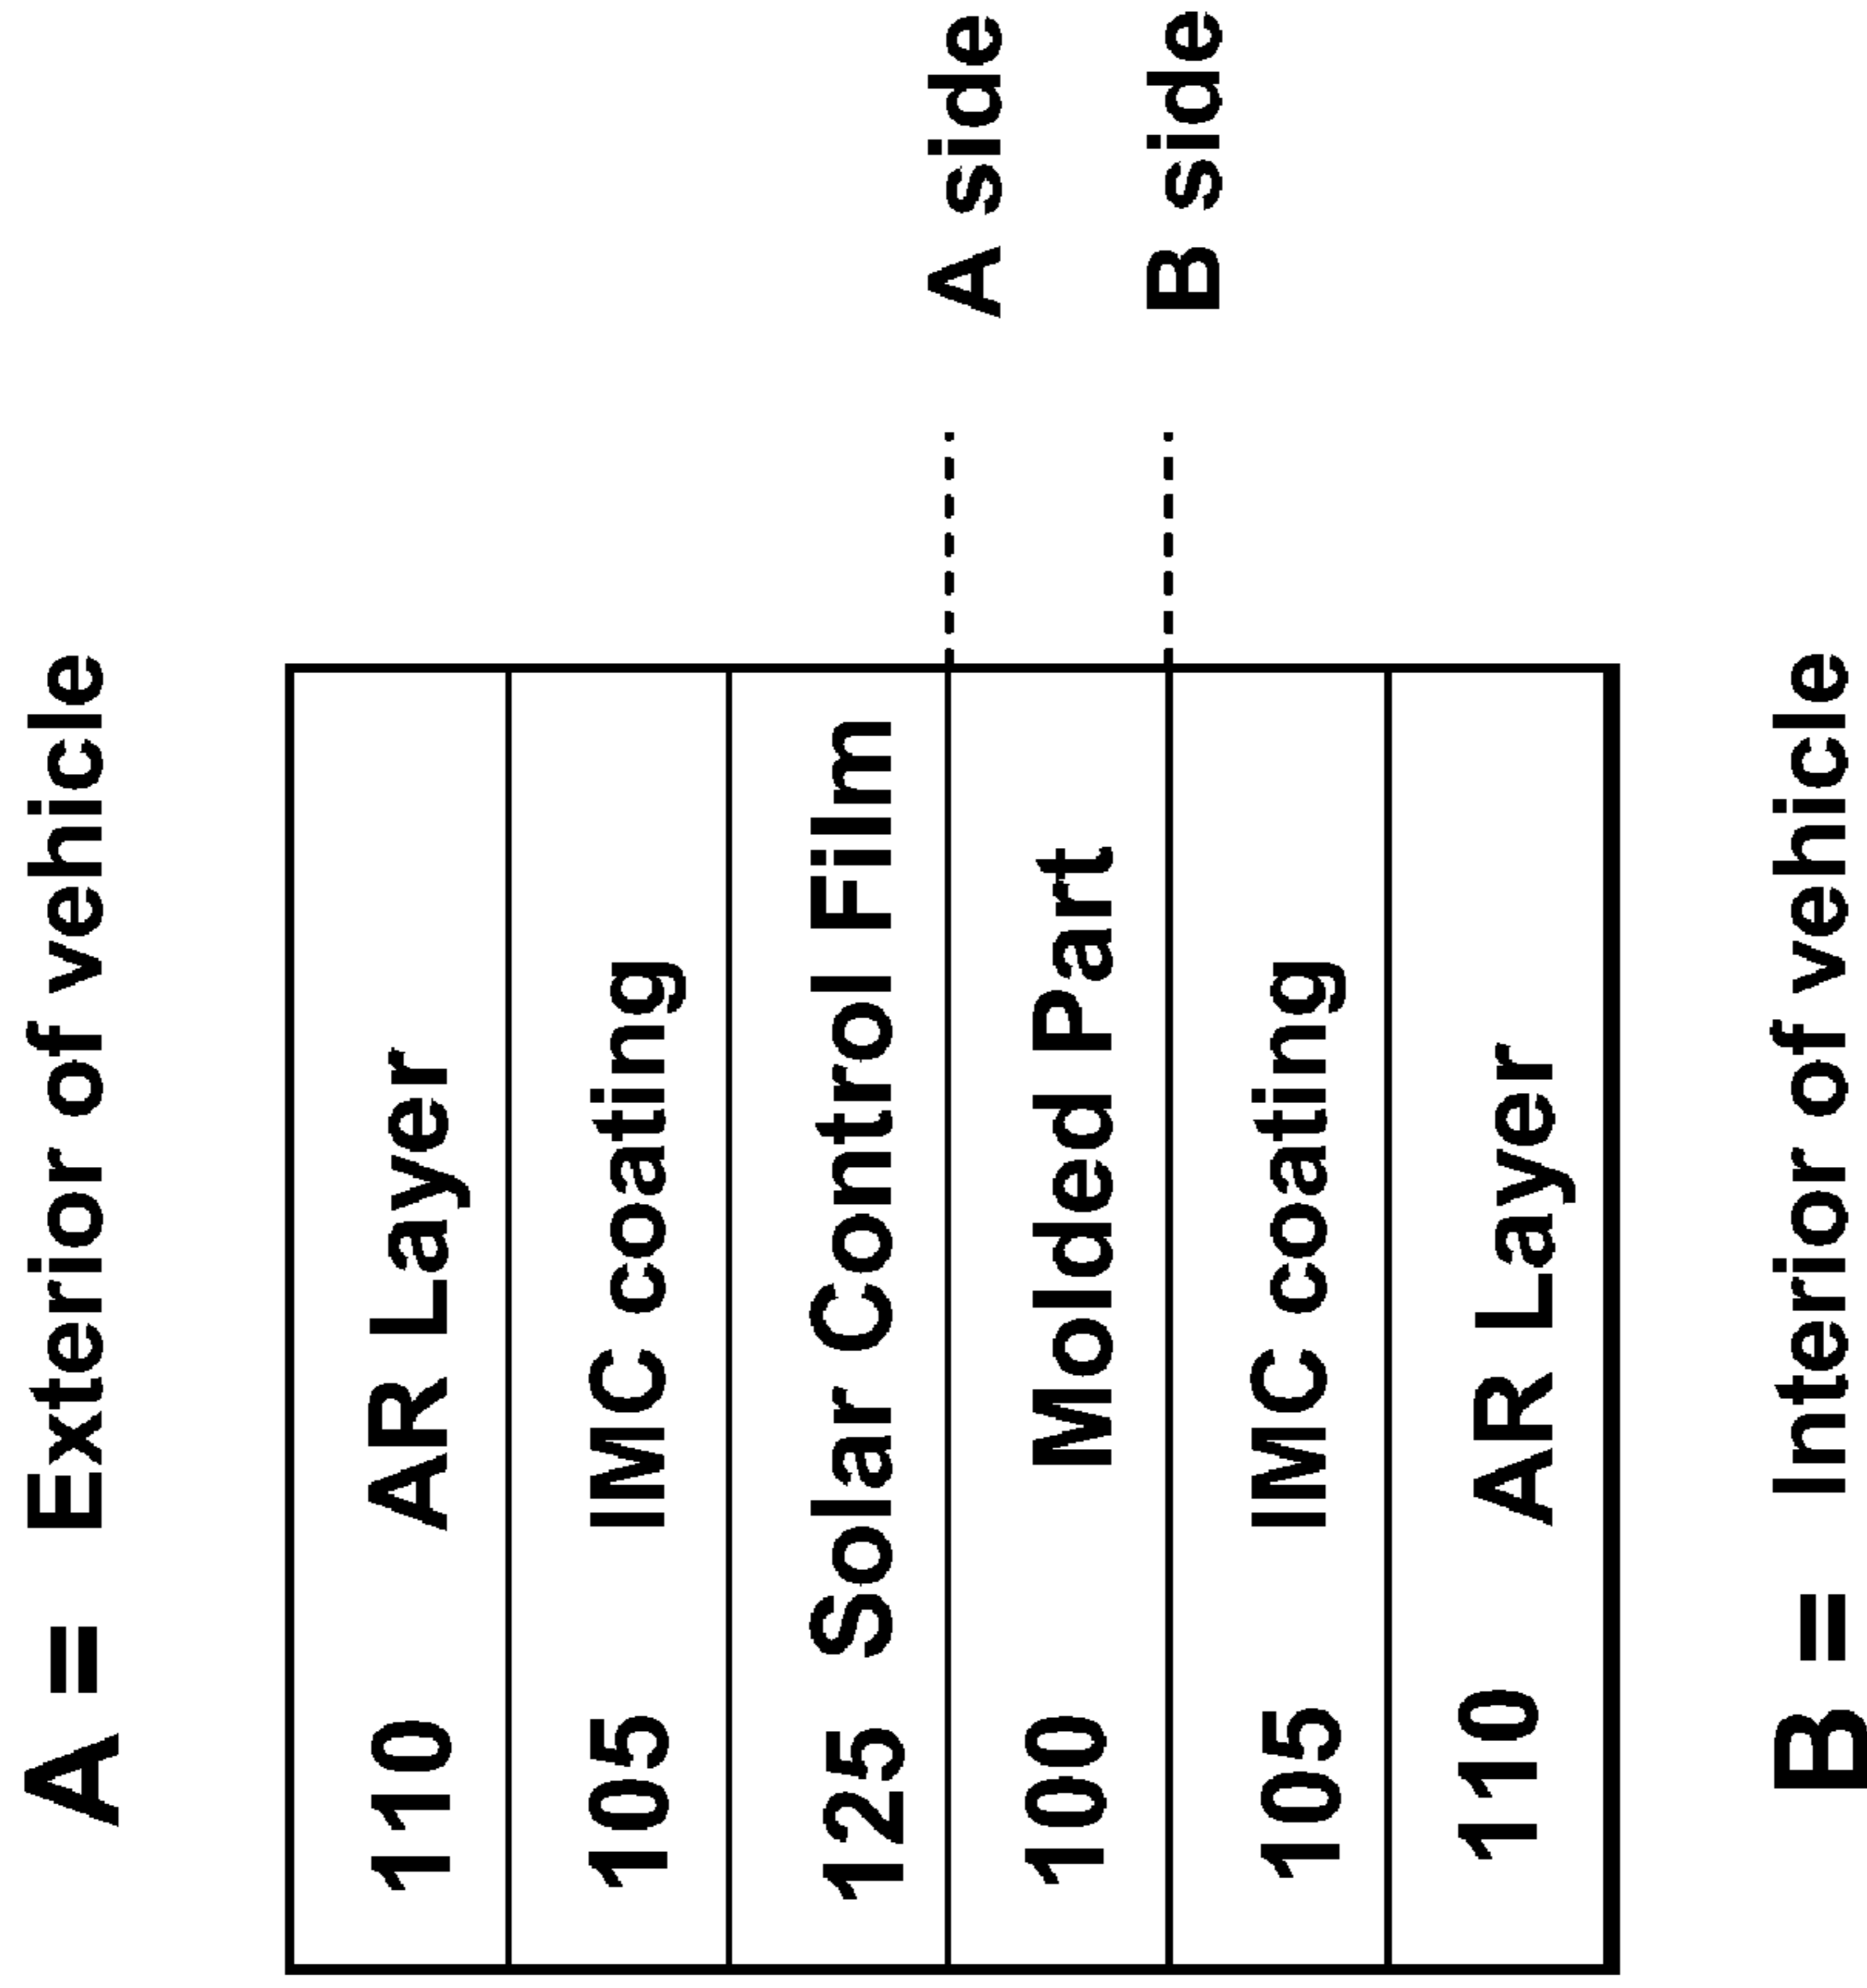 A = Exterior of vehicle
110 AR Layer
105 IMC coating
125 Solar Control Film
A side
100 Molded Part
B side
105 IMC coating
110 AR Layer
B = Interior of vehicle